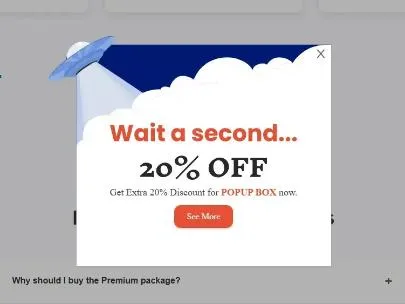 Wait a second...
20% OFF
Get Extra 20% Discount for POPUP BOX now.
See More
Why should I buy the Premium package?
+